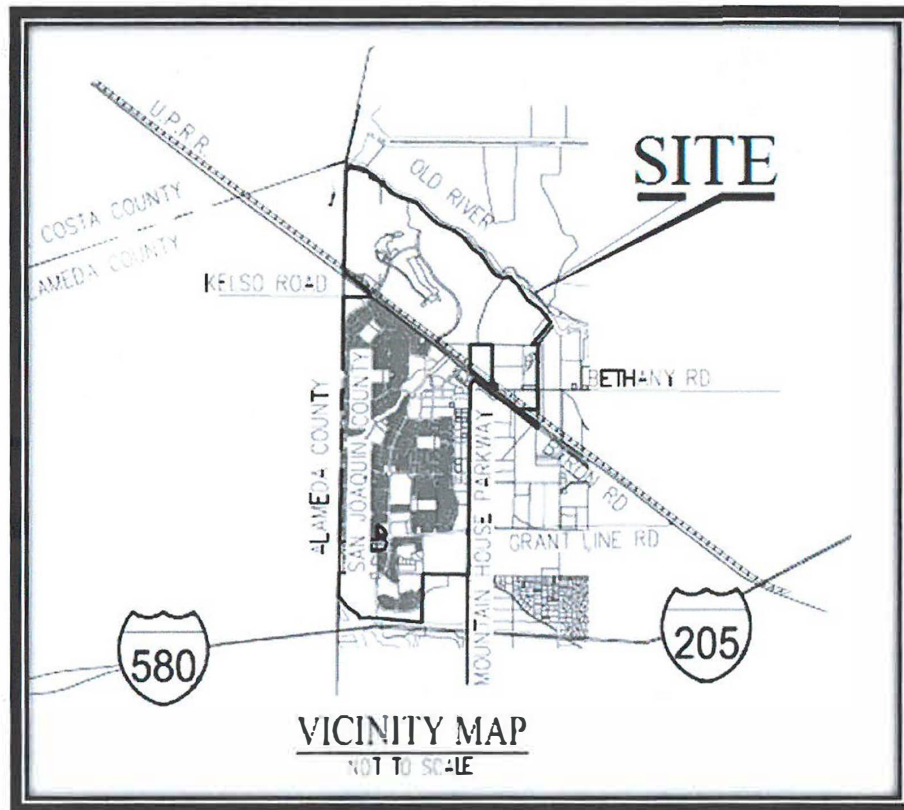 U.P.R.R.
OLD RIVER
SITE
COSTA COUNTY
ALAMEDA COUNTY
KELSO ROAD
BETHANY RD
ALAMEDA COUNTY
SAN JOAQUIN COUNTY
MOUNTAIN HOUSE PARKWAY
BYRON RD
GRANT LINE RD
580
205
VICINITY MAP
NOT TO SCALE